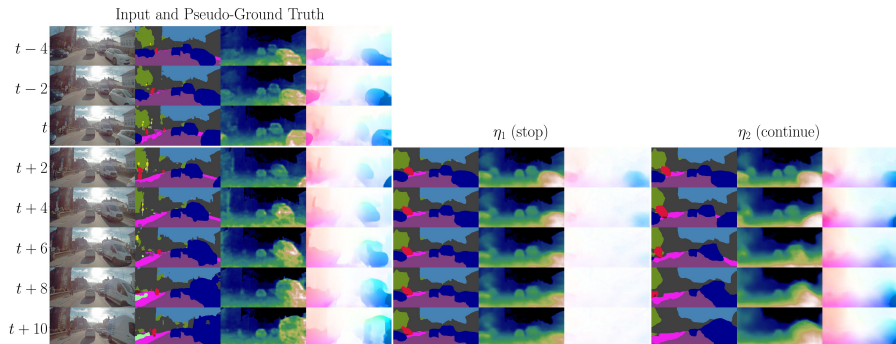 Input and Pseudo-Ground Truth
t − 4
t − 2
t
η₁ (stop)
η₂ (continue)
t + 2
t + 4
t + 6
t + 8
t + 10